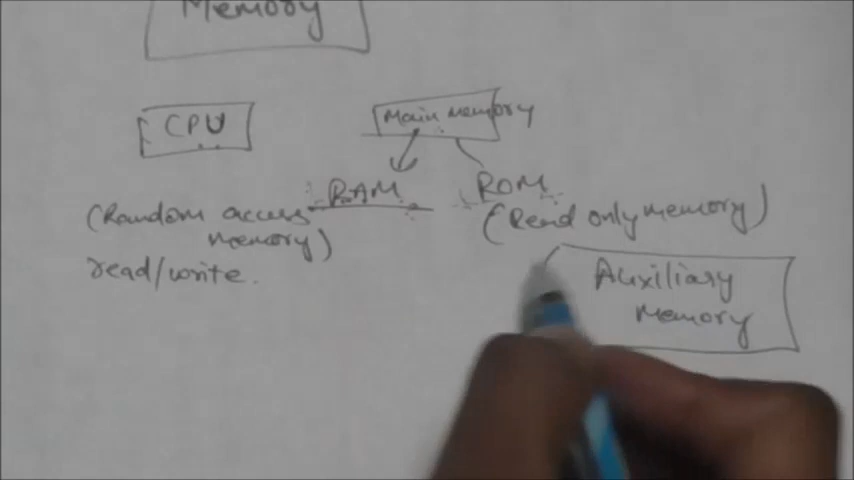 Memory
CPU
Main memory
RAM
ROM
(Random access
memory)
(Read only memory)
read/write.
Auxiliary
memory